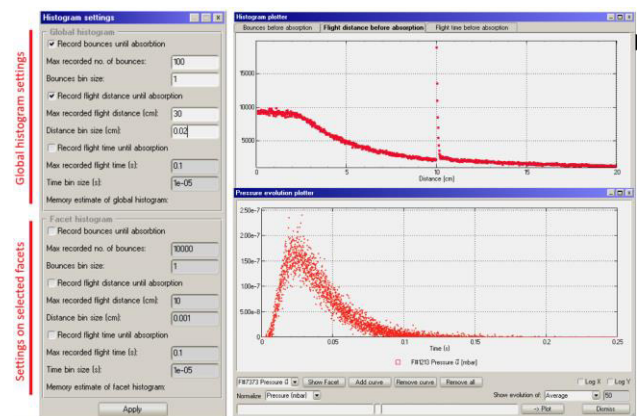 Global histogram settings
Settings on selected facets
Histogram settings
Global histogram
Record bounces until absorbtion
Max recorded no. of bounces: 100
Bounces bin size: 1
Record flight distance until absorption
Max recorded flight distance [cm]: 30
Distance bin size [cm]: 0.02
Record flight time until absorption
Max recorded flight time [s]: 0.1
Time bin size [s]: 1e-05
Memory estimate of global histogram:
Facet histogram
Record bounces until absorbtion
Max recorded no. of bounces: 10000
Bounces bin size: 1
Record flight distance until absorption
Max recorded flight distance [cm]: 10
Distance bin size [cm]: 0.001
Record flight time until absorption
Max recorded flight time [s]: 0.1
Time bin size [s]: 1e-05
Memory estimate of facet histogram:
Apply
Histogram plotter
Bounces before absorption Flight distance before absorption Flight time before absorption
15000
10000
5000
0 5 10 15 20
Distance [cm]
Pressure evolution plotter
2.50e-7
2.00e-7
1.50e-7
1.00e-7
5.00e-8
0
0 0.05 0.1 0.15 0.2 0.25
Time (s)
F#1213 Pressure [mbar]
Show Facet Add curve Remove curve Remove all Log X Log Y
Normalize Pressure [mbar] Show evolution of: Average 50
-> Plot Dismiss